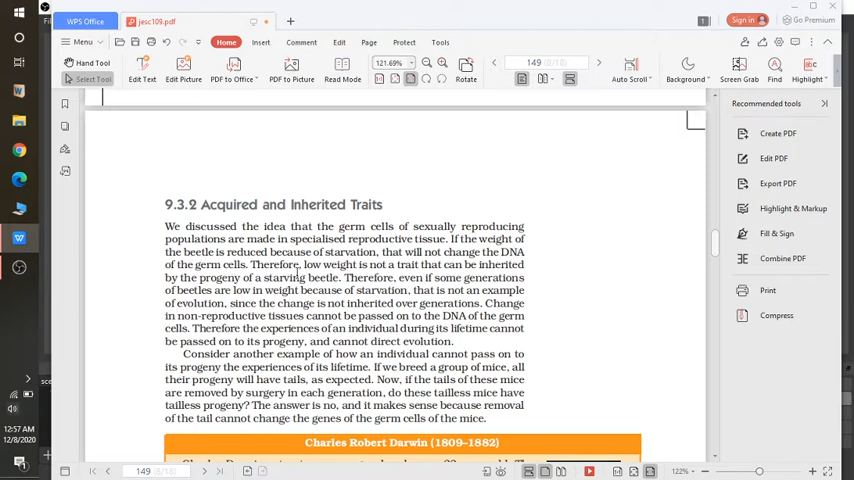 WPS Office
jesc109.pdf
1
Sign in
Go Premium
Menu
Home
Insert
Comment
Edit
Page
Protect
Tools
Hand Tool
Select Tool
Edit Text
Edit Picture
PDF to Office
PDF to Picture
Read Mode
121.69%
Rotate
149 (8/18)
Auto Scroll
Background
Screen Grab
Find
Highlight
Recommended tools
Create PDF
Edit PDF
Export PDF
Highlight & Markup
Fill & Sign
Combine PDF
Print
Compress
9.3.2 Acquired and Inherited Traits
We discussed the idea that the germ cells of sexually reproducing
populations are made in specialised reproductive tissue. If the weight of
the beetle is reduced because of starvation, that will not change the DNA
of the germ cells. Therefore, low weight is not a trait that can be inherited
by the progeny of a starving beetle. Therefore, even if some generations
of beetles are low in weight because of starvation, that is not an example
of evolution, since the change is not inherited over generations. Change
in non-reproductive tissues cannot be passed on to the DNA of the germ
cells. Therefore the experiences of an individual during its lifetime cannot
be passed on to its progeny, and cannot direct evolution.
Consider another example of how an individual cannot pass on to
its progeny the experiences of its lifetime. If we breed a group of mice, all
their progeny will have tails, as expected. Now, if the tails of these mice
are removed by surgery in each generation, do these tailless mice have
tailless progeny? The answer is no, and it makes sense because removal
of the tail cannot change the genes of the germ cells of the mice.
Charles Robert Darwin (1809–1882)
149 (8/18)
122%
12:57 AM
12/8/2020